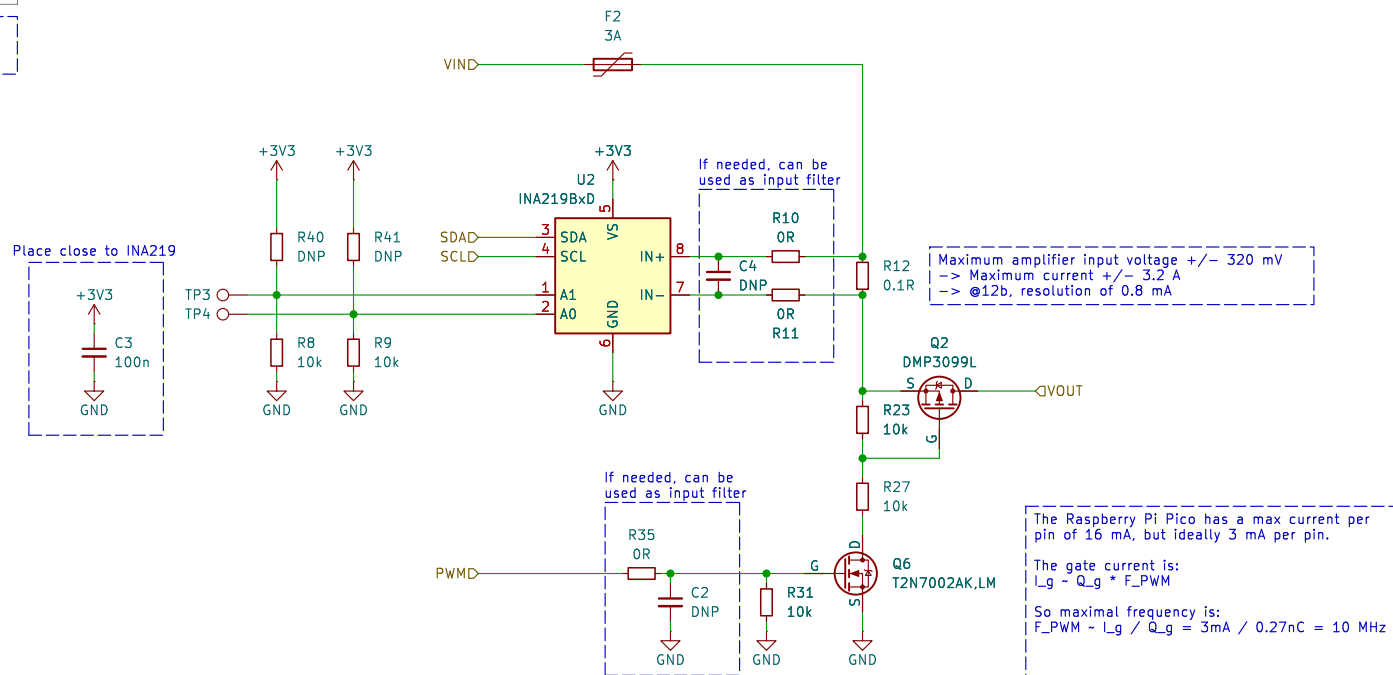 F2
3A
VIN
+3V3
+3V3
+3V3
U2
INA219BxD
If needed, can be
used as input filter
R10
0R
Place close to INA219
+3V3
C3
100n
GND
R40
DNP
R41
DNP
SDA
SCL
3
4
5
SDA
SCL
VS
IN+
8
C4
DNP
R12
0.1R
Maximum amplifier input voltage +/- 320 mV
-> Maximum current +/- 3.2 A
-> @12b, resolution of 0.8 mA
TP3
TP4
1
2
A1
A0
GND
6
IN-
7
0R
R11
R8
10k
R9
10k
GND
GND
GND
Q2
DMP3099L
S
D
G
VOUT
R23
10k
R27
10k
If needed, can be
used as input filter
R35
0R
PWM
C2
DNP
GND
R31
10k
GND
G
D
S
Q6
T2N7002AK,LM
GND
The Raspberry Pi Pico has a max current per
pin of 16 mA, but ideally 3 mA per pin.
The gate current is:
I_g ~ Q_g * F_PWM
So maximal frequency is:
F_PWM ~ I_g / Q_g = 3mA / 0.27nC = 10 MHz